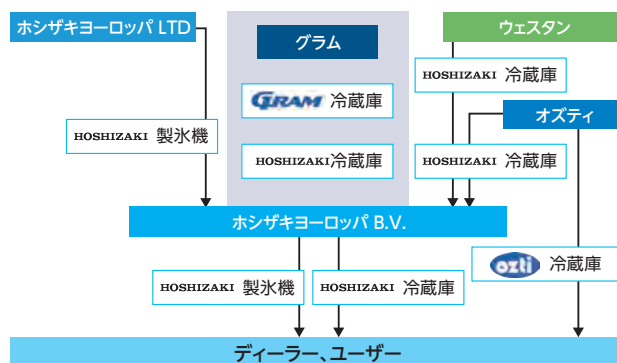 ホシザキヨーロッパ LTD
グラム
ウェスタン
GRAM 冷蔵庫
HOSHIZAKI 冷蔵庫
オズティ
HOSHIZAKI 製氷機
HOSHIZAKI冷蔵庫
HOSHIZAKI 冷蔵庫
ホシザキヨーロッパ B.V.
ozti 冷蔵庫
HOSHIZAKI 製氷機
HOSHIZAKI 冷蔵庫
ディーラー、ユーザー